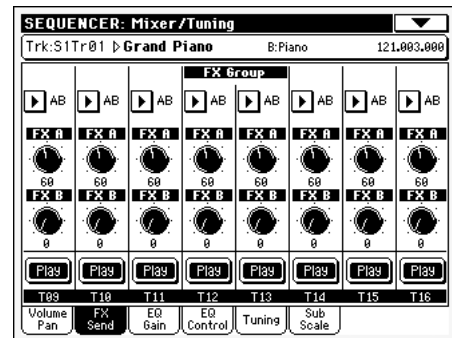 SEQUENCER: Mixer/Tuning
Trk:S1Tr01 Grand Piano B:Piano 121.003.000
FX Group
AB AB AB AB AB AB AB AB
FX A FX A FX A FX A FX A FX A FX A FX A
60 60 60 60 60 60 60 60
FX B FX B FX B FX B FX B FX B FX B FX B
0 0 0 0 0 0 0 0
Play Play Play Play Play Play Play Play
T09 T10 T11 T12 T13 T14 T15 T16
Volume Pan FX Send EQ Gain EQ Control Tuning Sub Scale